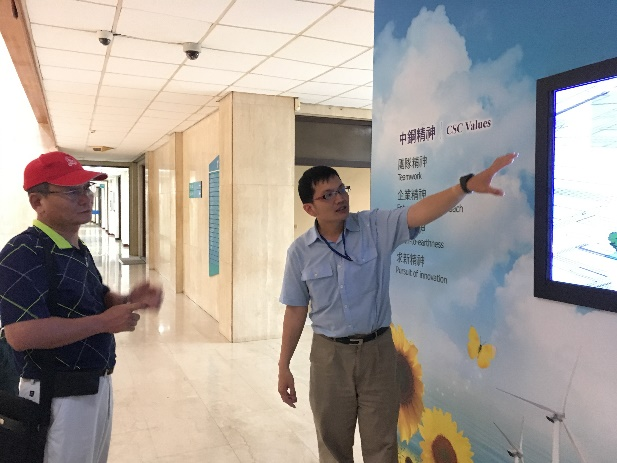 中鋼精神 CSC Values
團隊精神
Teamwork
企業精神
求新精神
Pursuit of innovation